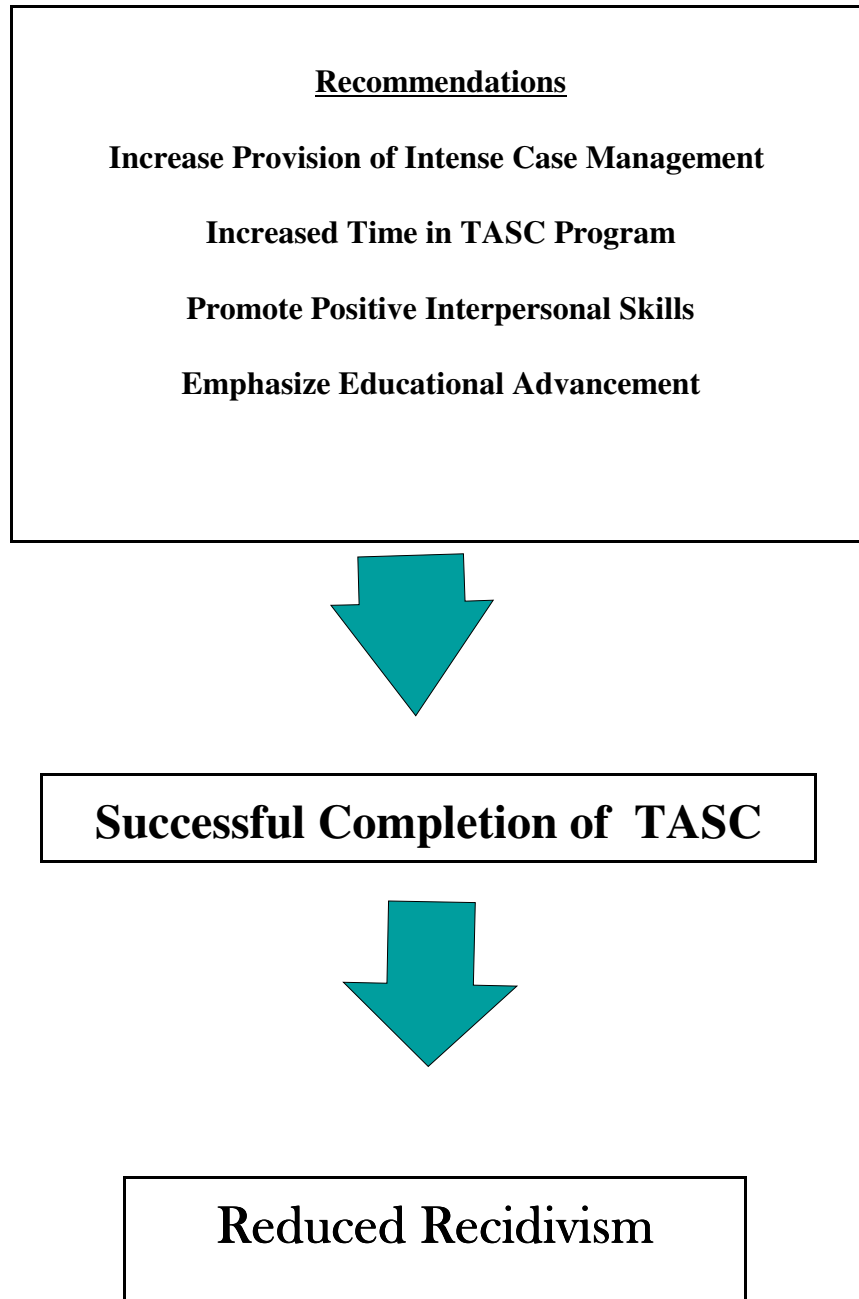 Recommendations
Increase Provision of Intense Case Management
Increased Time in TASC Program
Promote Positive Interpersonal Skills
Emphasize Educational Advancement
Successful Completion of  TASC
Reduced Recidivism